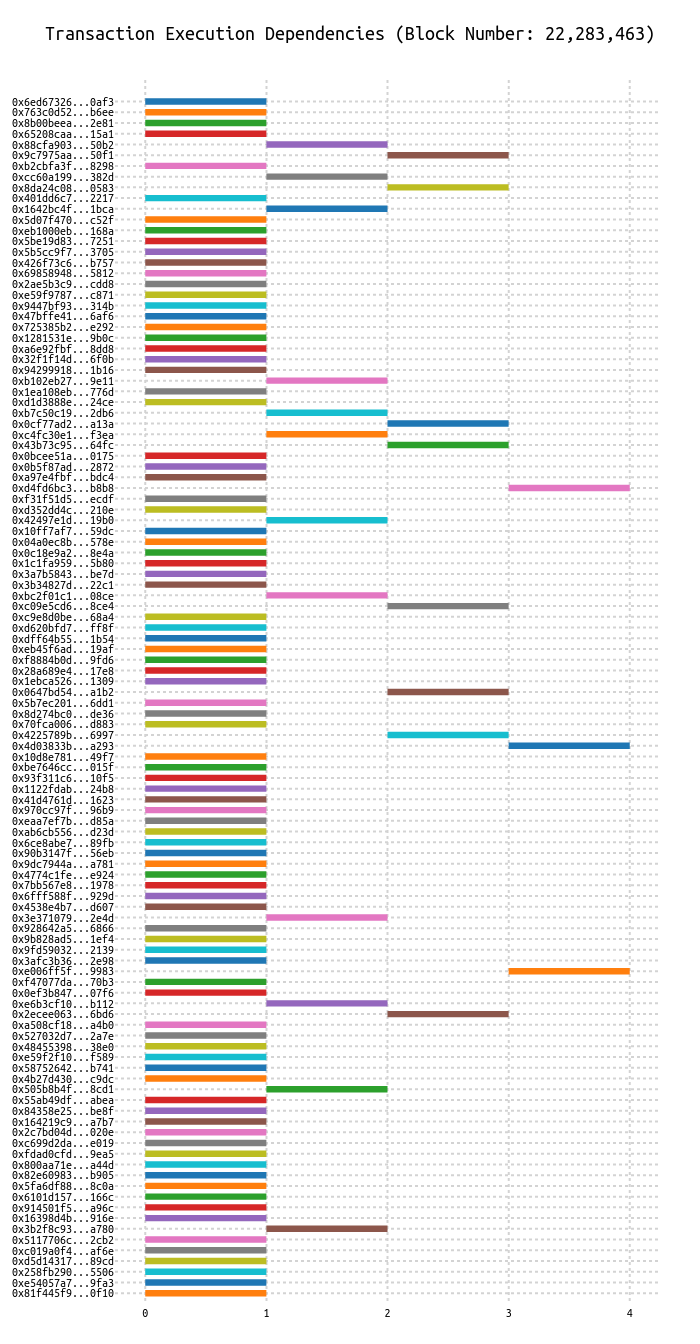 Transaction Execution Dependencies (Block Number: 22,283,463)
0x6ed67326...0af3
0x763c0d52...b6ee
0x8b00beea...2e81
0x65208caa...15a1
0x88cfa903...50b2
0x9c7975aa...50f1
0xb2cbfa3f...8298
0xcc60a199...382d
0x8da24c08...0583
0x401dd6c7...2217
0x1642bc4f...1bca
0x5d07f470...c52f
0xeb1000eb...168a
0x5be19d83...7251
0x5b5cc9f7...3705
0x426f73c6...b757
0x69858948...5812
0x2ae5b3c9...cdd8
0xe59f9787...c871
0x9447bf93...314b
0x47bffe41...6af6
0x725385b2...e292
0x1281531e...9b0c
0xa6e92fbf...8dd8
0x32f1f14d...6f0b
0x94299918...1b16
0xb102eb27...9e11
0x1ea108eb...776d
0xd1d3888e...24ce
0xb7c50c19...2db6
0x0cf77ad2...a13a
0xc4fc30e1...f3ea
0x43b73c95...64fc
0x0bcee51a...0175
0x0b5f87ad...2872
0xa97e4fbf...bdc4
0xd4fd6bc3...b8b8
0xf31f51d5...ecdf
0xd352dd4c...210e
0x42497e1d...19b0
0x10ff7af7...59dc
0x04a0ec8b...578e
0x0c18e9a2...8e4a
0x1c1fa959...5b80
0x3a7b5843...be7d
0x3b34827d...22c1
0xbc2f01c1...08ce
0xc09e5cd6...8ce4
0xc9e8d0be...68a4
0xd620bfd7...ff8f
0xdff64b55...1b54
0xeb45f6ad...19af
0xf8884b0d...9fd6
0x28a689e4...17e8
0x1ebca526...1309
0x0647bd54...a1b2
0x5b7ec201...6dd1
0x8d274bc0...de36
0x70fca006...d883
0x4225789b...6997
0x4d03833b...a293
0x10d8e781...49f7
0xbe7646cc...015f
0x93f311c6...10f5
0x1122fdab...24b8
0x41d4761d...1623
0x970cc97f...96b9
0xeaa7ef7b...d85a
0xab6cb556...d23d
0x6ce8abe7...89fb
0x90b3147f...56eb
0x9dc7944a...a781
0x4774c1fe...e924
0x7bb567e8...1978
0x6fff588f...929d
0x4538e4b7...d607
0x3e371079...2e4d
0x928642a5...6866
0x9b828ad5...1ef4
0x9fd59032...2139
0x3afc3b36...2e98
0xe006ff5f...9983
0xf47077da...70b3
0x0ef3b847...07f6
0xe6b3cf10...b112
0x2ecee063...6bd6
0xa508cf18...a4b0
0x527032d7...2a7e
0x48455398...38e0
0xe59f2f10...f589
0x58752642...b741
0x4b27d430...c9dc
0x505b8b4f...8cd1
0x55ab49df...abea
0x84358e25...be8f
0x164219c9...a7b7
0x2c7bd04d...020e
0xc699d2da...e019
0xfdad0cfd...9ea5
0x800aa71e...a44d
0x82e60983...b905
0x5fa6df88...8c0a
0x6101d157...166c
0x914501f5...a96c
0x16398d4b...916e
0x3b2f8c93...a780
0x5117706c...2cb2
0xc019a0f4...af6e
0xd5d14317...89cd
0x258fb290...5506
0xe54057a7...9fa3
0x81f445f9...0f10
0 1 2 3 4